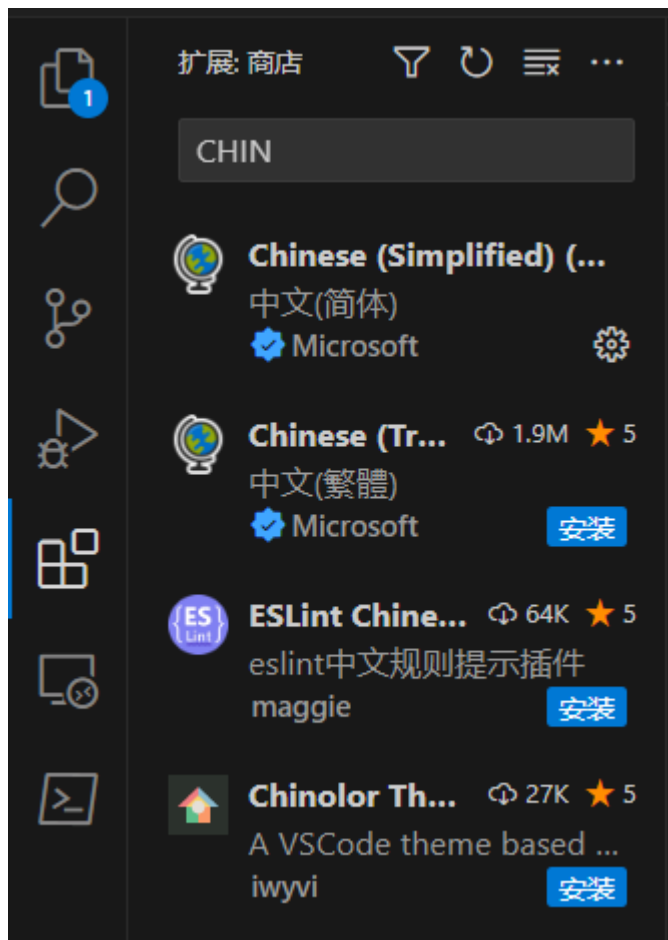 1
扩展: 商店
CHIN
Chinese (Simplified) (...
中文(简体)
Microsoft
Chinese (Tr... 1.9M ★ 5
中文(繁體)
Microsoft 安装
{ES}
Lint
ESLint Chine... 64K ★ 5
eslint中文规则提示插件
maggie 安装
Chinolor Th... 27K ★ 5
A VSCode theme based ...
iwyvi 安装